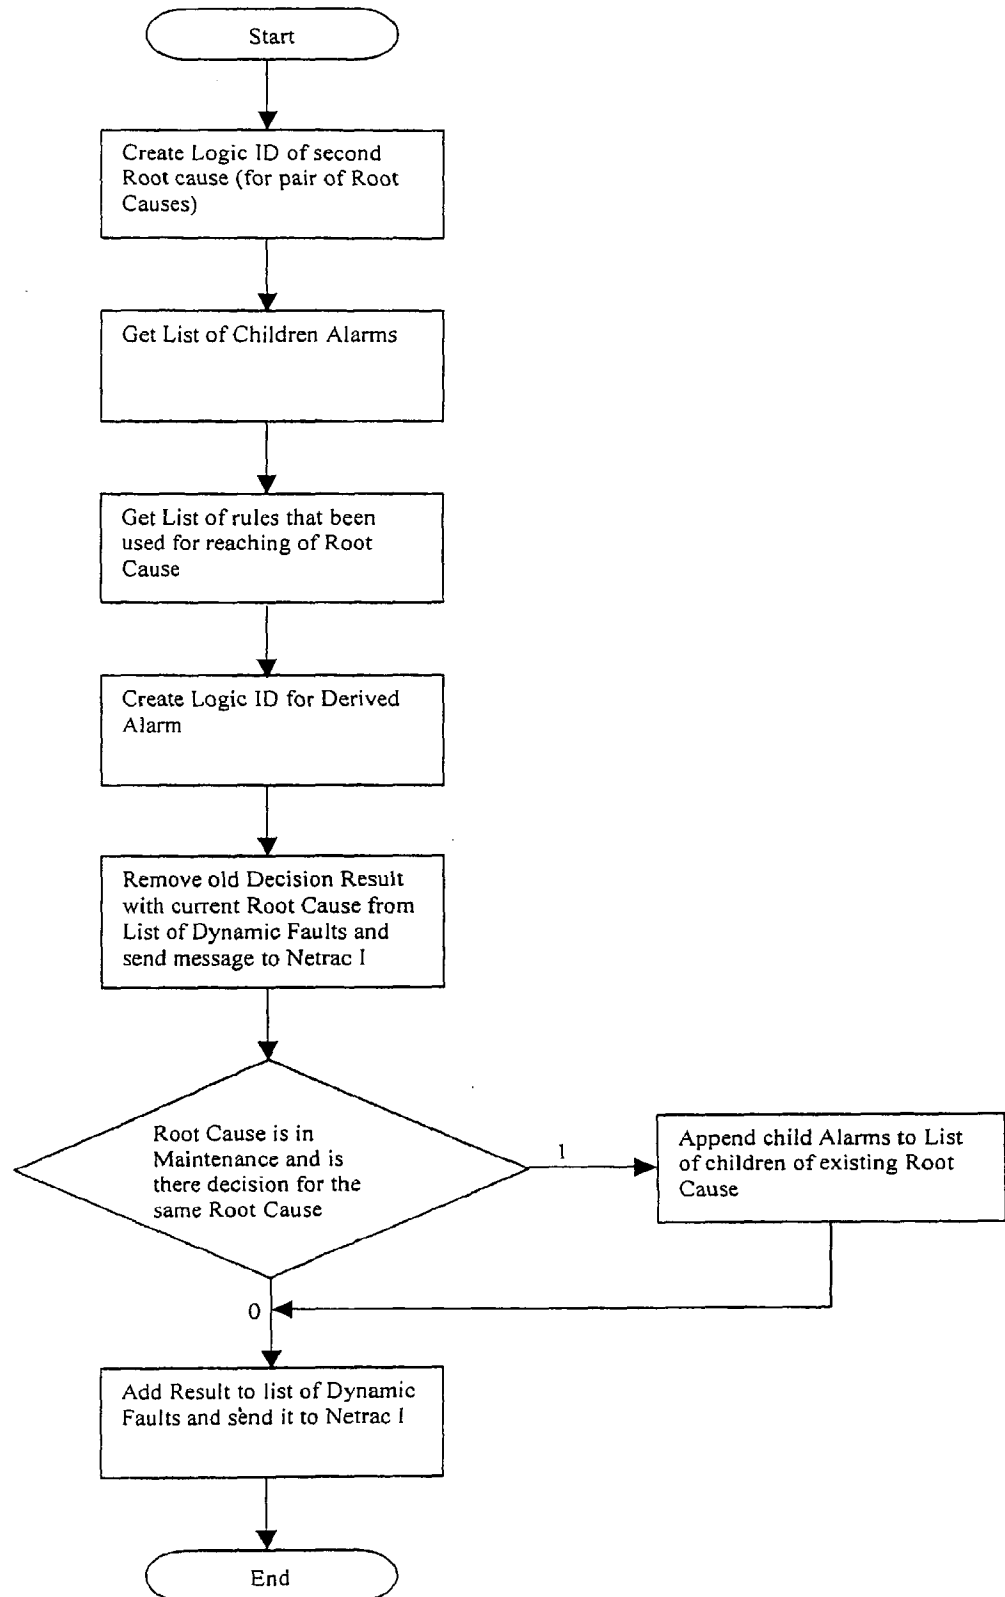 Start
Create Logic ID of second
Root cause (for pair of Root
Causes)
Get List of Children Alarms
Get List of rules that been
used for reaching of Root
Cause
Create Logic ID for Derived
Alarm
Remove old Decision Result
with current Root Cause from
List of Dynamic Faults and
send message to Netrac I
Root Cause is in
Maintenance and is
there decision for the
same Root Cause
1
Append child Alarms to List
of children of existing Root
Cause
0
Add Result to list of Dynamic
Faults and send it to Netrac I
End